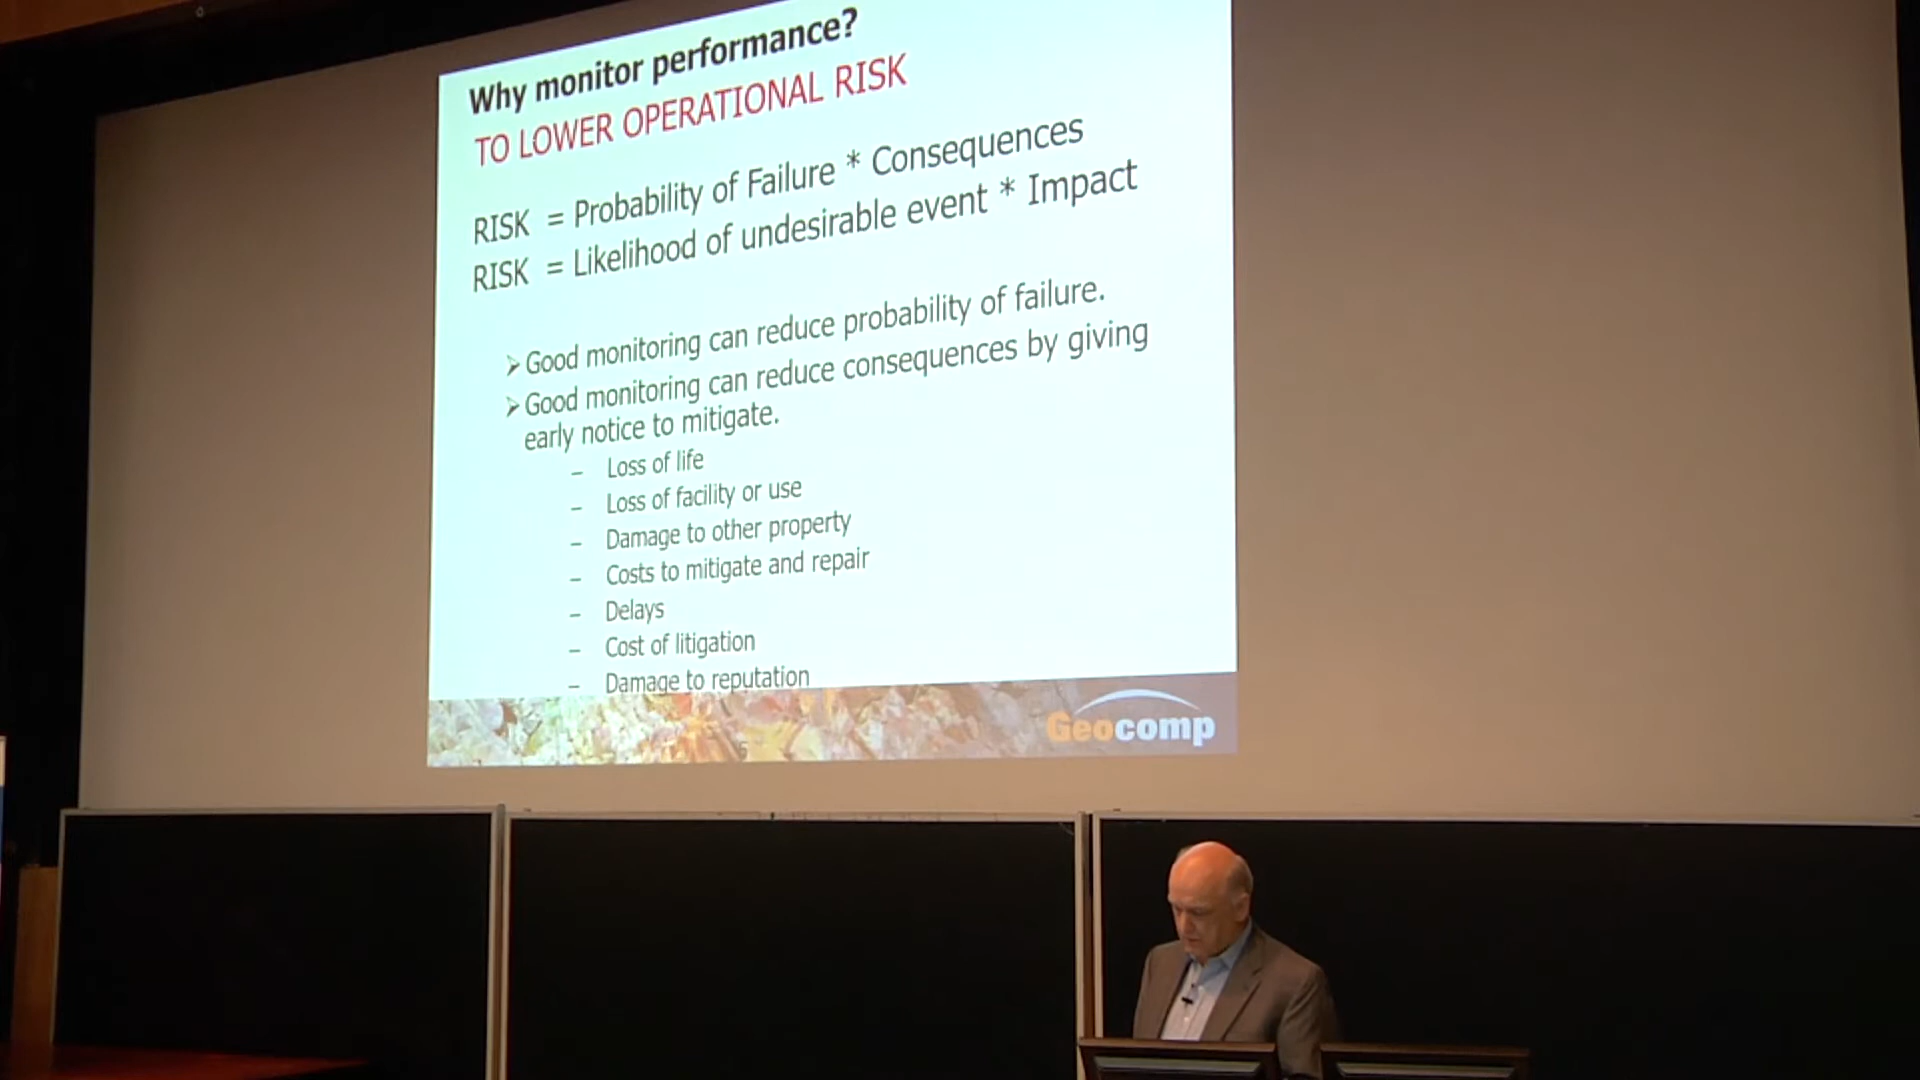 Why monitor performance?
TO LOWER OPERATIONAL RISK
RISK = Probability of Failure * Consequences
RISK = Likelihood of undesirable event * Impact
➢ Good monitoring can reduce probability of failure.
➢ Good monitoring can reduce consequences by giving
early notice to mitigate.
– Loss of life
– Loss of facility or use
– Damage to other property
– Costs to mitigate and repair
– Delays
– Cost of litigation
– Damage to reputation
Geocomp